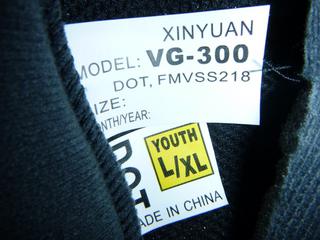 XINYUAN
MODEL: VG-300
DOT, FMVSS218
SIZE:
MONTH/YEAR:
DOT
YOUTH
L/XL
MADE IN CHINA